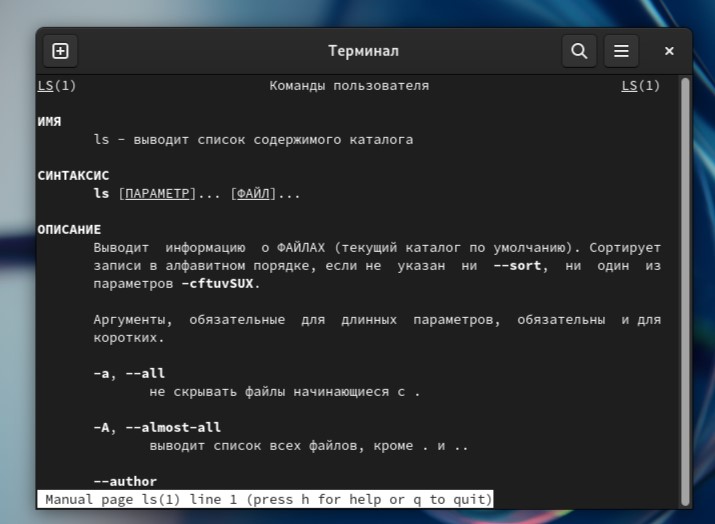 Терминал
LS(1) Команды пользователя LS(1)
ИМЯ
ls - выводит список содержимого каталога
СИНТАКСИС
ls [ПАРАМЕТР]... [ФАЙЛ]...
ОПИСАНИЕ
Выводит информацию о ФАЙЛАХ (текущий каталог по умолчанию). Сортирует
записи в алфавитном порядке, если не указан ни --sort, ни один из
параметров -cftuvSUX.
Аргументы, обязательные для длинных параметров, обязательны и для
коротких.
-a, --all
не скрывать файлы начинающиеся с .
-A, --almost-all
выводит список всех файлов, кроме . и ..
--author
Manual page ls(1) line 1 (press h for help or q to quit)